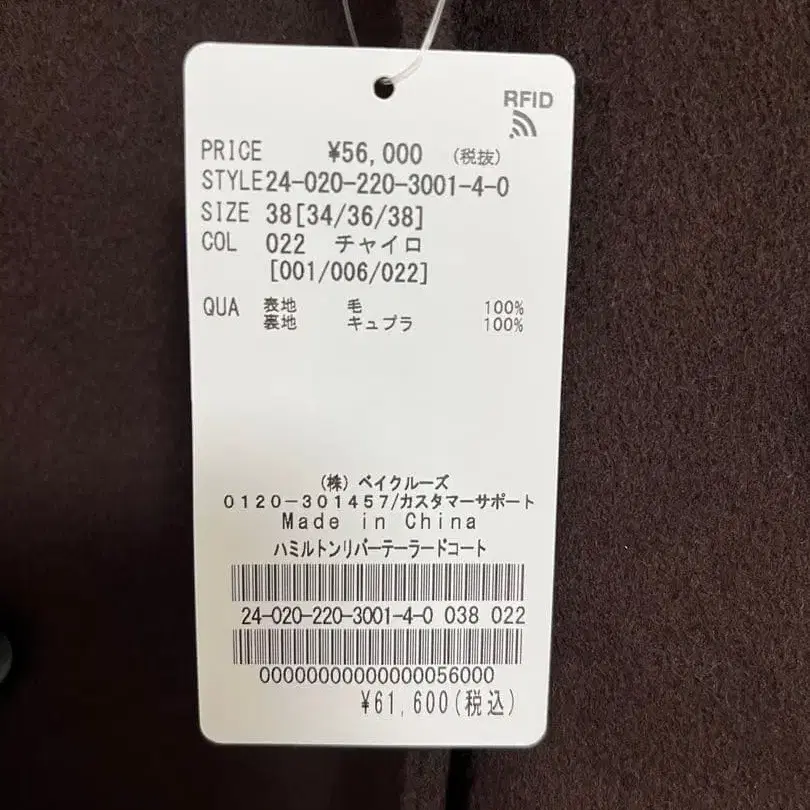 RFID
PRICE ¥56,000 (税抜)
STYLE24-020-220-3001-4-0
SIZE 38[34/36/38]
COL 022 チャイロ
[001/006/022]
QUA 表地 毛 100%
裏地 キュプラ 100%
(株) ベイクルーズ
0120-301457/カスタマーサポート
Made in China
ハミルトンリバーテーラードコート
24-020-220-3001-4-0 038 022
00000000000000056000
¥61,600(税込)